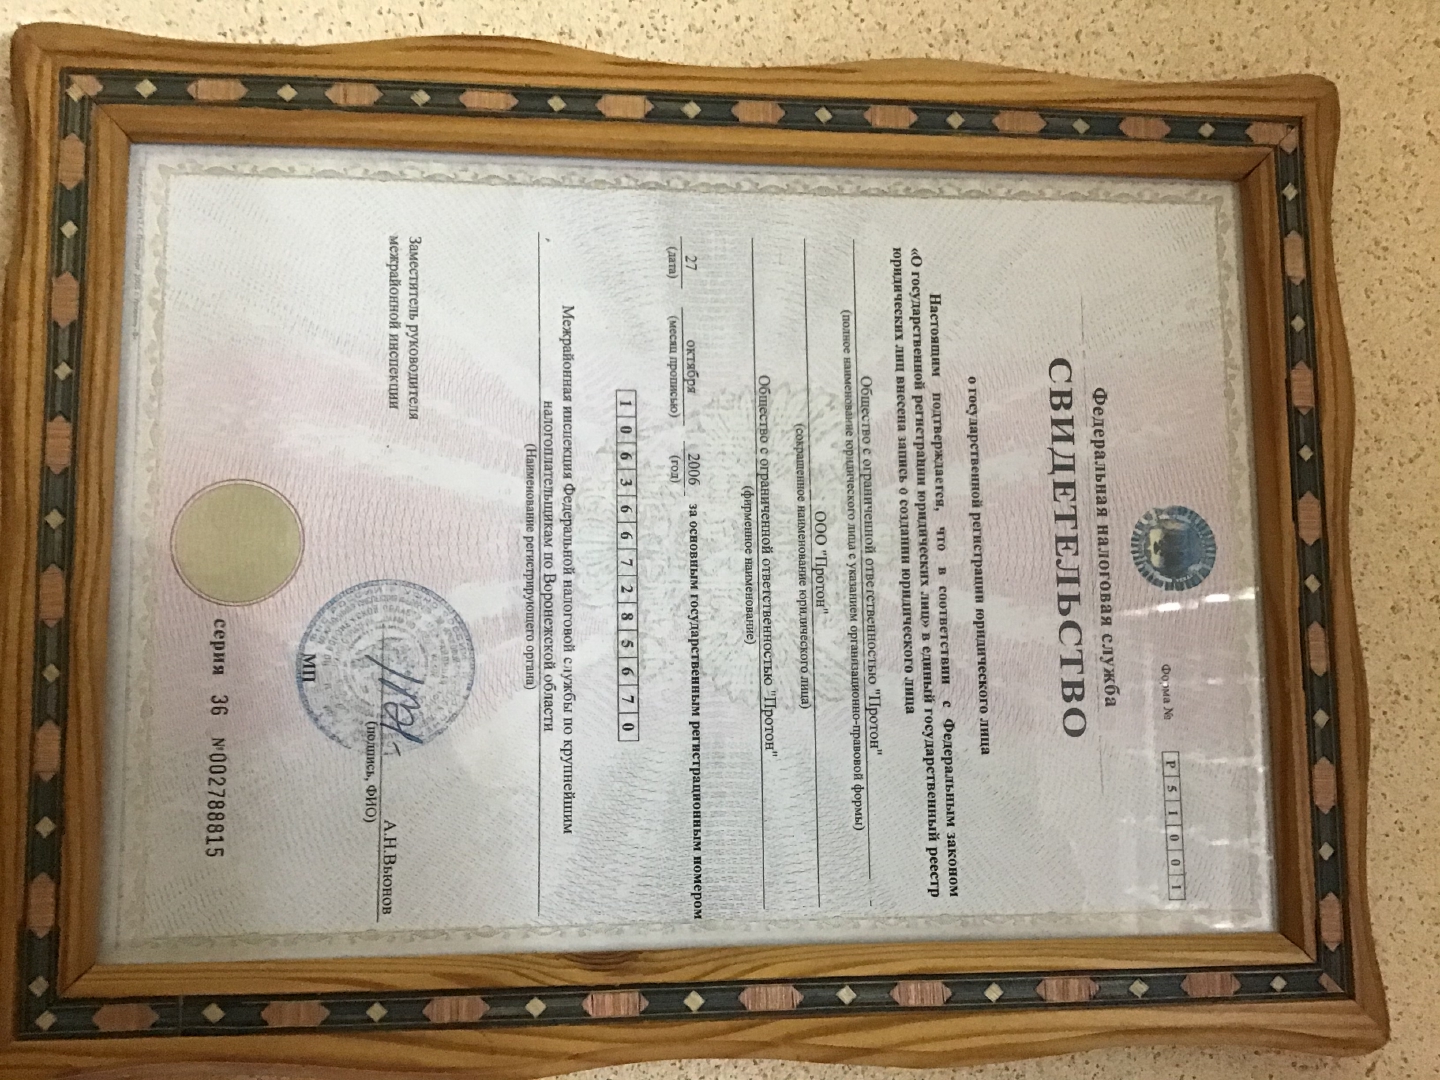 Форма № Р51001
Федеральная налоговая служба
СВИДЕТЕЛЬСТВО
о государственной регистрации юридического лица
Настоящим подтверждается, что в соответствии с Федеральным законом
«О государственной регистрации юридических лиц» в единый государственный реестр
юридических лиц внесена запись о создании юридического лица
Общество с ограниченной ответственностью "Протон"
(полное наименование юридического лица с указанием организационно-правовой формы)
ООО "Протон"
(сокращенное наименование юридического лица)
Общество с ограниченной ответственностью "Протон"
(фирменное наименование)
27 октября 2006 за основным государственным регистрационным номером
(дата) (месяц прописью) (год)
1063667285670
Межрайонная инспекция Федеральной налоговой службы по крупнейшим
налогоплательщикам по Воронежской области
(Наименование регистрирующего органа)
Заместитель руководителя
межрайонной инспекции
А.Н.Вьюнов
(подпись, ФИО)
МП
серия 36 №002788815